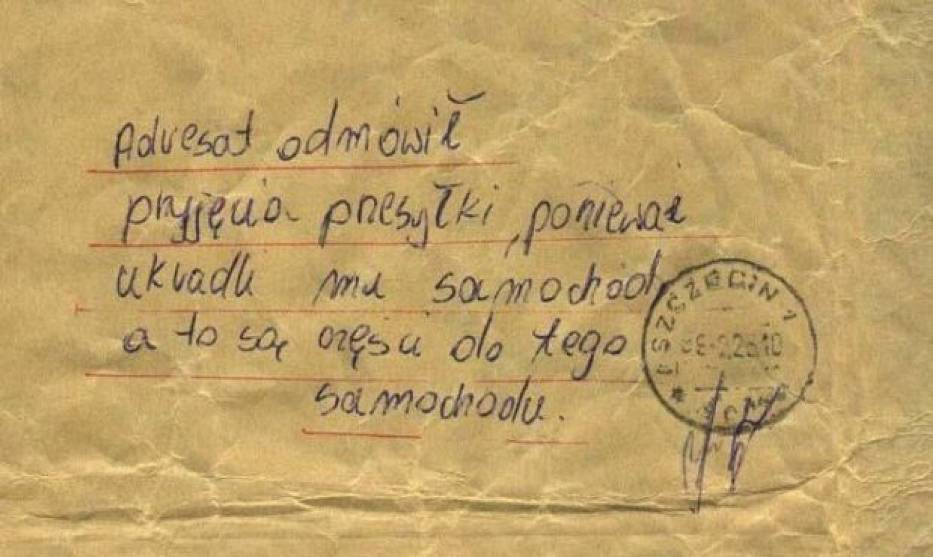 Adresat odmówił
przyjęcia przesyłki, ponieważ
ukradli mu samochód,
a to są części do tego
samochodu.
SZCZECIN 1